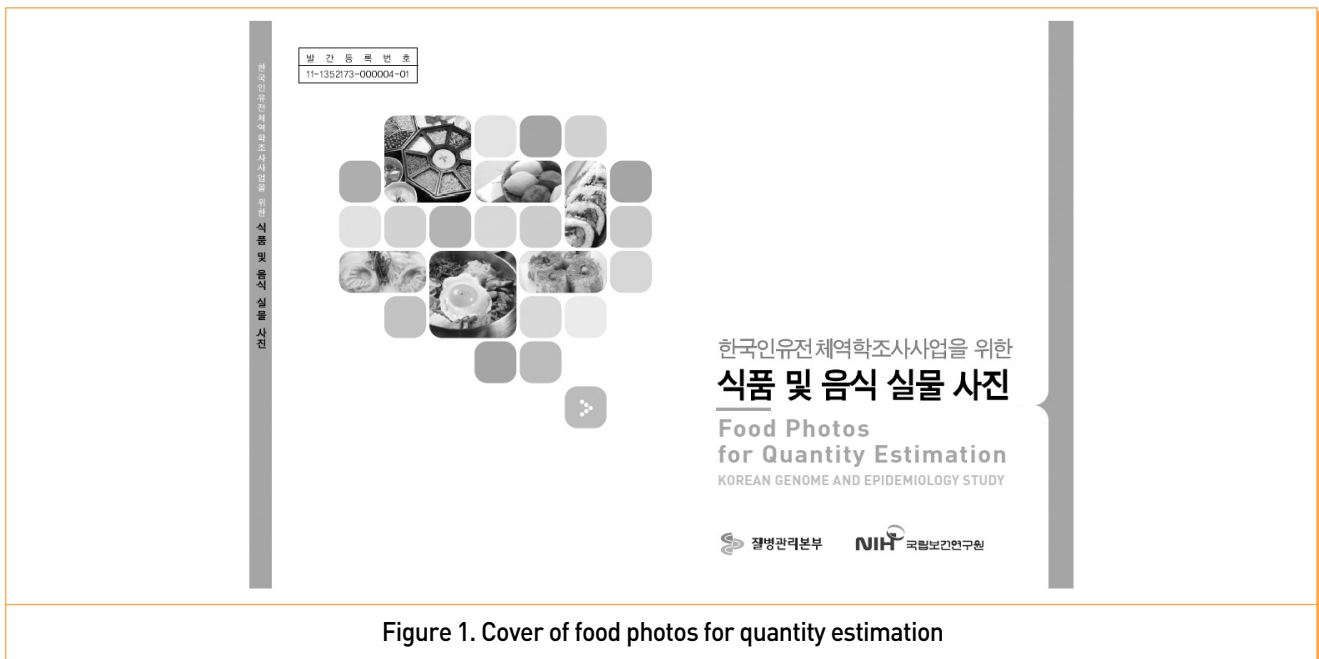 한국인유전체역학조사사업을 위한 식품 및 음식 실물 사진
발 간 등 록 번 호
11-1352173-000004-01
한국인유전체역학조사사업을 위한
식품 및 음식 실물 사진
Food Photos
for Quantity Estimation
KOREAN GENOME AND EPIDEMIOLOGY STUDY
질병관리본부 NIH 국립보건연구원
Figure 1. Cover of food photos for quantity estimation